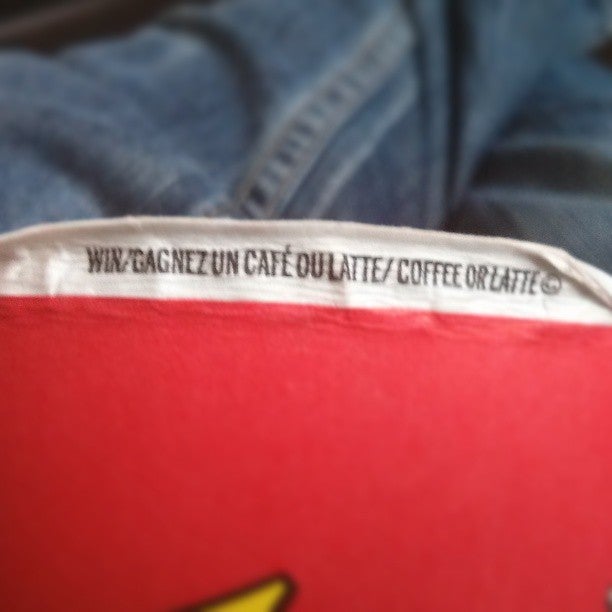 WIN/GAGNEZ UN CAFÉ OU LATTE/ COFFEE OR LATTE ©